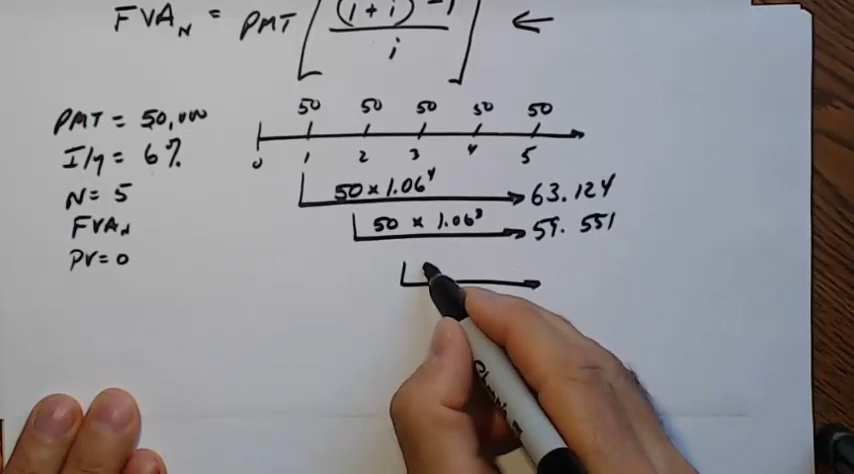 FVA_N = PMT [ (1+i) -1 / i ] ←
50 50 50 50 50
PMT = 50,000
0 1 2 3 4 5
I/y = 6%
50 x 1.06⁴ 63.124
N = 5
50 x 1.06³ 59.551
FVA_N
PV = 0